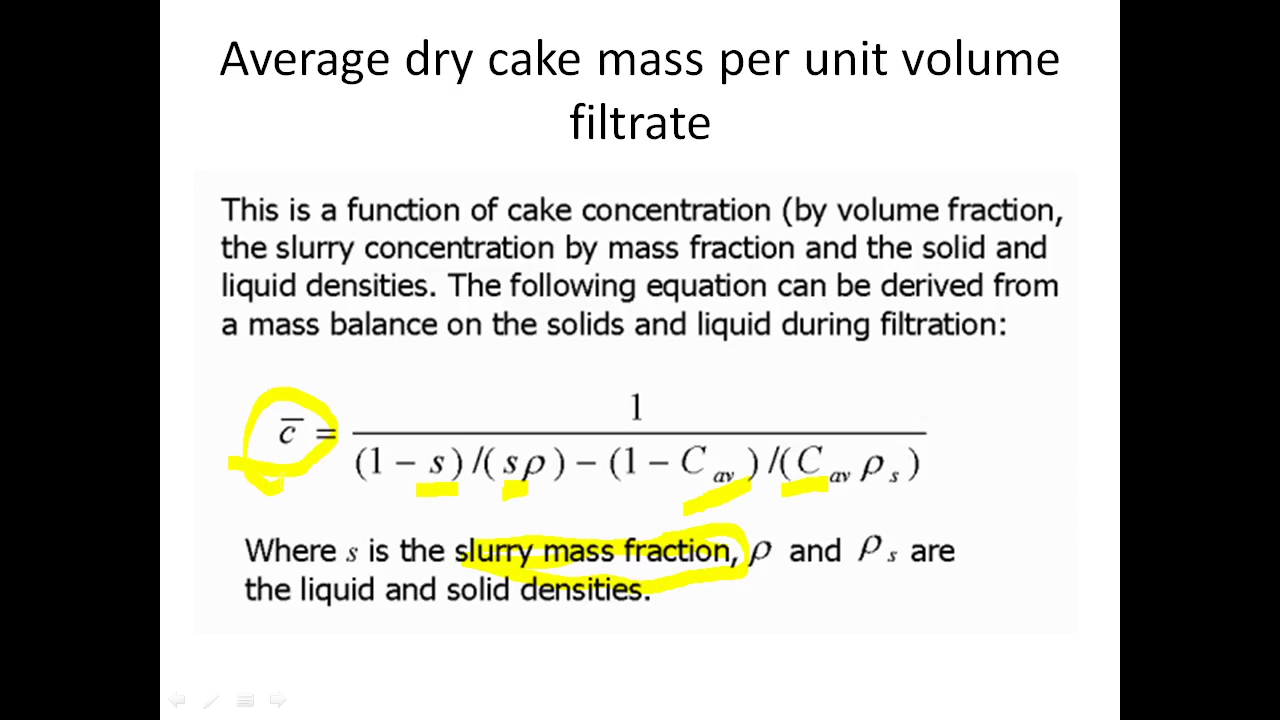 Average dry cake mass per unit volume
filtrate
This is a function of cake concentration (by volume fraction,
the slurry concentration by mass fraction and the solid and
liquid densities. The following equation can be derived from
a mass balance on the solids and liquid during filtration:
c̅ = 1 / (1 − s)/(sρ) − (1 − C_av)/(C_av ρ_s)
Where s is the slurry mass fraction, ρ and ρ_s are
the liquid and solid densities.